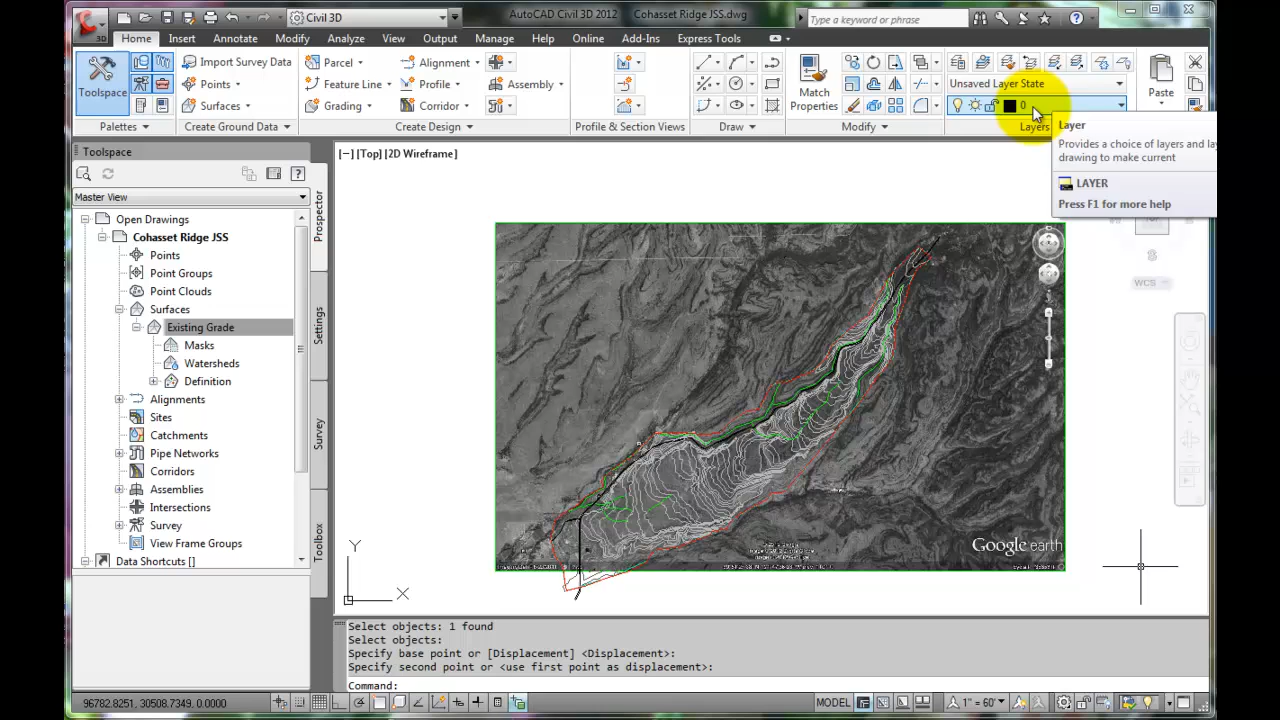 Civil 3D
AutoCAD Civil 3D 2012 Cohasset Ridge JSS.dwg
Type a keyword or phrase
3D
Home Insert Annotate Modify Analyze View Output Manage Help Online Add-Ins Express Tools
Toolspace
Import Survey Data
Points
Surfaces
Parcel
Feature Line
Grading
Alignment
Profile
Corridor
Assembly
Match
Properties
Unsaved Layer State
0
Paste
Palettes
Create Ground Data
Create Design
Profile & Section Views
Draw
Modify
Layers
Layer
Provides a choice of layers and la
drawing to make current
LAYER
Press F1 for more help
Toolspace
Master View
Open Drawings
Cohasset Ridge JSS
Points
Point Groups
Point Clouds
Surfaces
Existing Grade
Masks
Watersheds
Definition
Alignments
Sites
Catchments
Pipe Networks
Corridors
Assemblies
Intersections
Survey
View Frame Groups
Data Shortcuts []
Prospector
Settings
Survey
Toolbox
[−] [Top] [2D Wireframe]
S
WCS
Google earth
Y
X
Select objects: 1 found
Select objects:
Specify base point or [Displacement] <Displacement>:
Specify second point or <use first point as displacement>:
Command:
96782.8251, 30508.7349, 0.0000
MODEL
1" = 60'